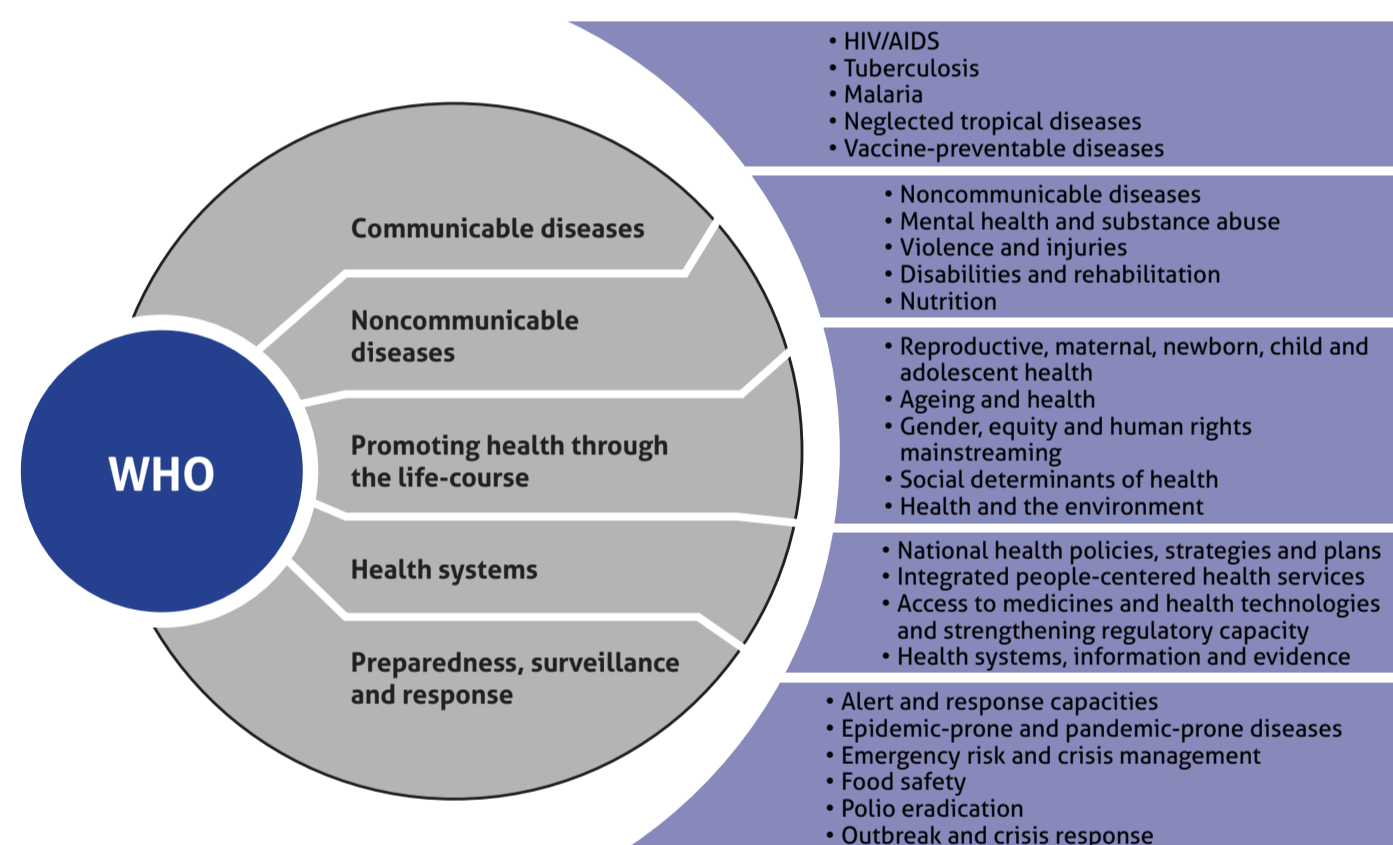 WHO
Communicable diseases
Noncommunicable
diseases
Promoting health through
the life-course
Health systems
Preparedness, surveillance
and response
• HIV/AIDS
• Tuberculosis
• Malaria
• Neglected tropical diseases
• Vaccine-preventable diseases
• Noncommunicable diseases
• Mental health and substance abuse
• Violence and injuries
• Disabilities and rehabilitation
• Nutrition
• Reproductive, maternal, newborn, child and
adolescent health
• Ageing and health
• Gender, equity and human rights
mainstreaming
• Social determinants of health
• Health and the environment
• National health policies, strategies and plans
• Integrated people-centered health services
• Access to medicines and health technologies
and strengthening regulatory capacity
• Health systems, information and evidence
• Alert and response capacities
• Epidemic-prone and pandemic-prone diseases
• Emergency risk and crisis management
• Food safety
• Polio eradication
• Outbreak and crisis response